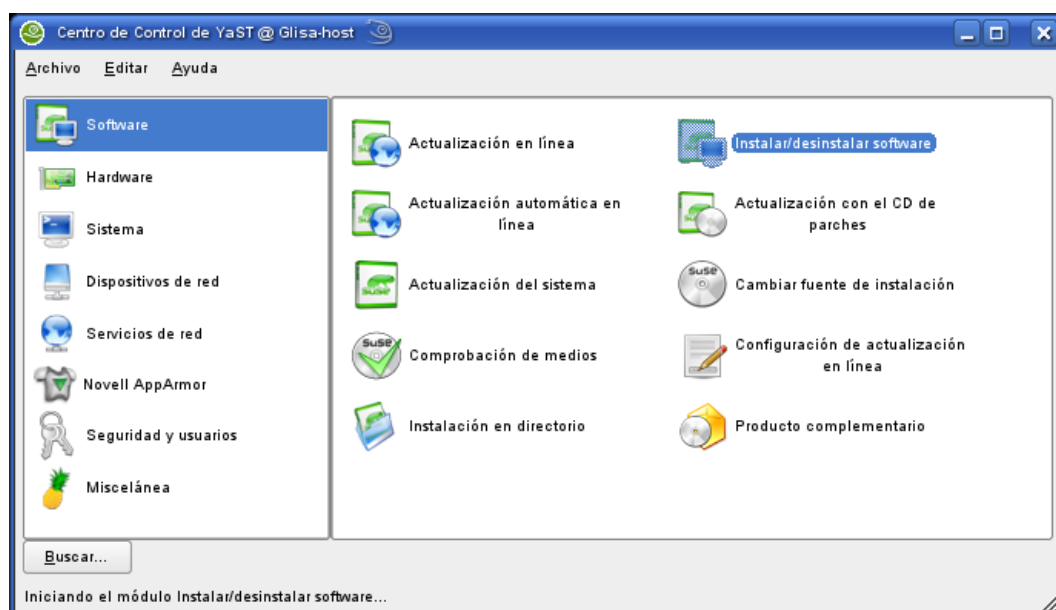 Centro de Control de YaST @ Glisa-host
Archivo Editar Ayuda
Software
Hardware
Sistema
Dispositivos de red
Servicios de red
Novell AppArmor
Seguridad y usuarios
Miscelánea
Actualización en línea
Instalar/desinstalar software
Actualización automática en
línea
Actualización con el CD de
parches
Actualización del sistema
Cambiar fuente de instalación
Comprobación de medios
Configuración de actualización
en línea
Instalación en directorio
Producto complementario
Buscar...
Iniciando el módulo Instalar/desinstalar software...